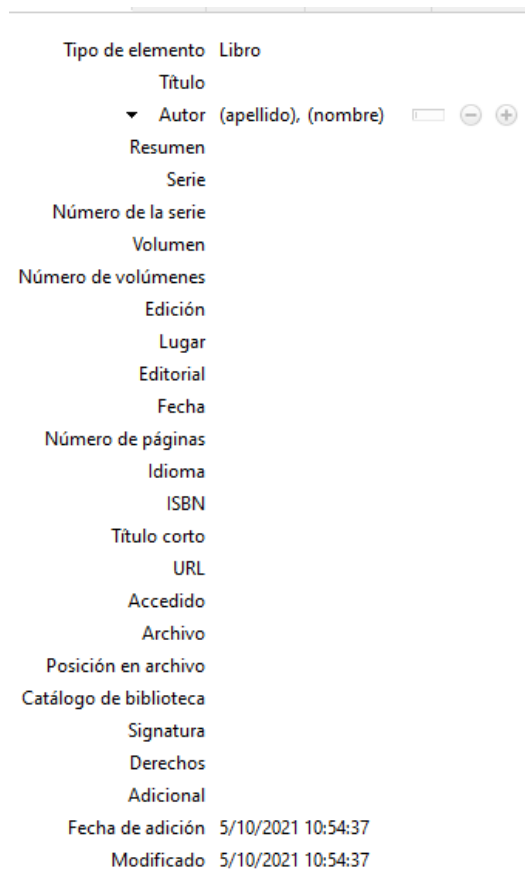 Tipo de elemento Libro
Título
Autor (apellido), (nombre)
Resumen
Serie
Número de la serie
Volumen
Número de volúmenes
Edición
Lugar
Editorial
Fecha
Número de páginas
Idioma
ISBN
Título corto
URL
Accedido
Archivo
Posición en archivo
Catálogo de biblioteca
Signatura
Derechos
Adicional
Fecha de adición 5/10/2021 10:54:37
Modificado 5/10/2021 10:54:37